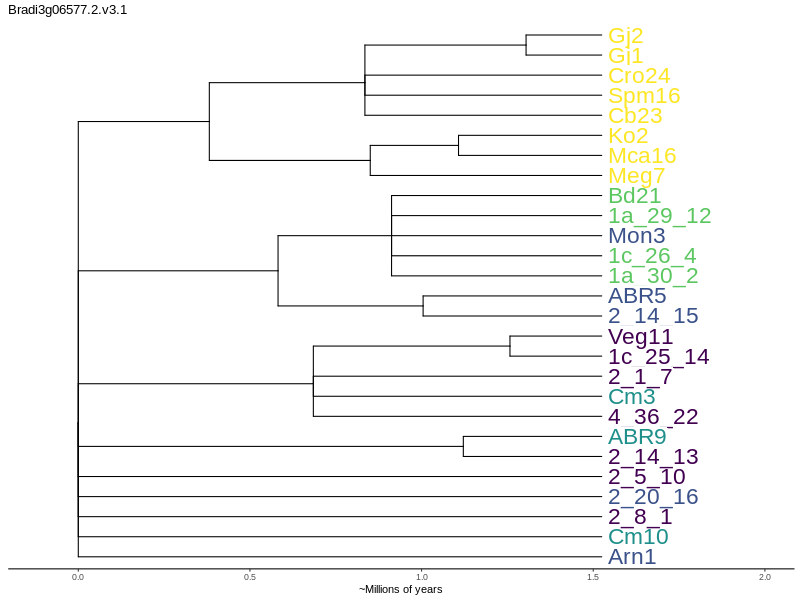 Bradi3g06577.2.v3.1
Gj2
Gj1
Cro24
Spm16
Cb23
Ko2
Mca16
Meg7
Bd21
1a_29_12
Mon3
1c_26_4
1a_30_2
ABR5
2_14_15
Veg11
1c_25_14
2_1_7
Cm3
4_36_22
ABR9
2_14_13
2_5_10
2_20_16
2_8_1
Cm10
Arn1
0.0 0.5 1.0 1.5 2.0
~Millions of years